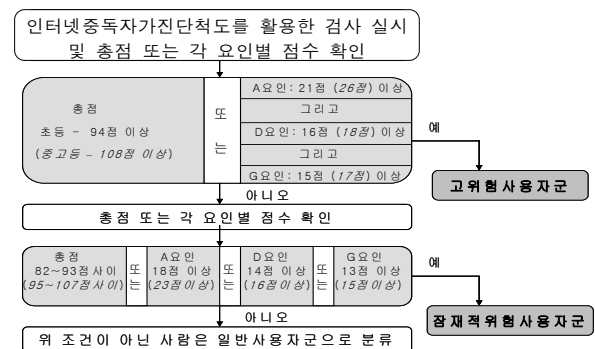 인터넷중독자가진단척도를 활용한 검사 실시
및 총점 또는 각 요인별 점수 확인
총점
초등 – 94점 이상
(중고등 – 108점 이상)
또
는
A요인: 21점 (26점) 이상
그리고
D요인: 16점 (18점) 이상
그리고
G요인: 15점 (17점) 이상
예
고위험사용자군
아니오
총점 또는 각 요인별 점수 확인
총점
82~93점사이
(95~107점사이)
또
는
A요인
18점 이상
(23점이상)
또
는
D요인
14점 이상
(16점이상)
또
는
G요인
13점 이상
(15점이상)
예
잠재적위험사용자군
아니오
위 조건이 아닌 사람은 일반사용자군으로 분류